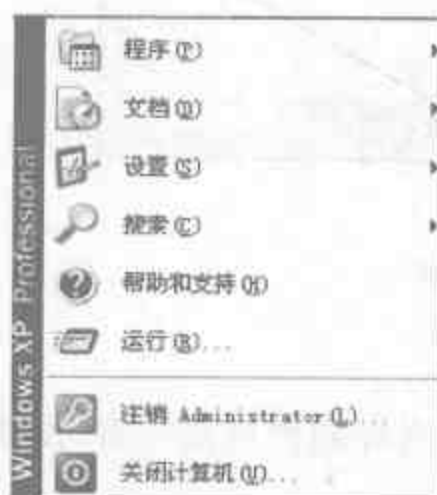 Windows XP Professional
程序(P)
文档(D)
设置(S)
搜索(C)
帮助和支持(H)
运行(R)...
注销 Administrator(L)...
关闭计算机(U)...